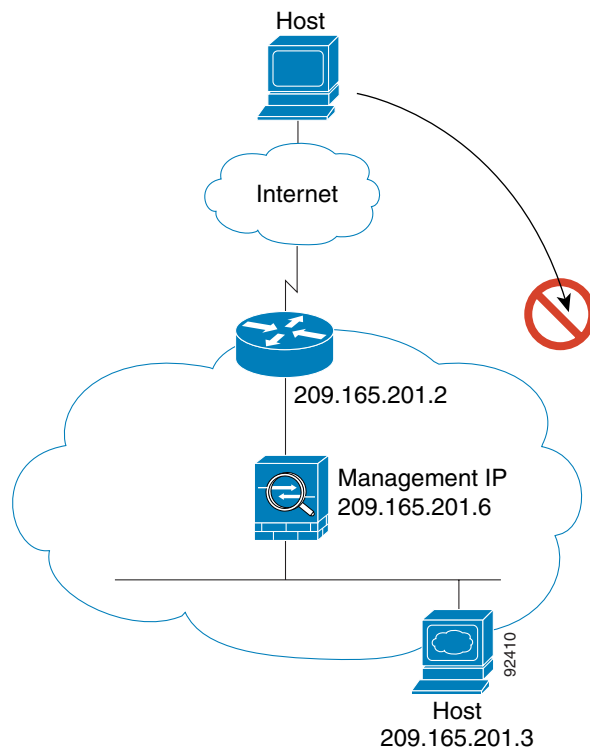 Host
Internet
209.165.201.2
Management IP
209.165.201.6
92410
Host
209.165.201.3